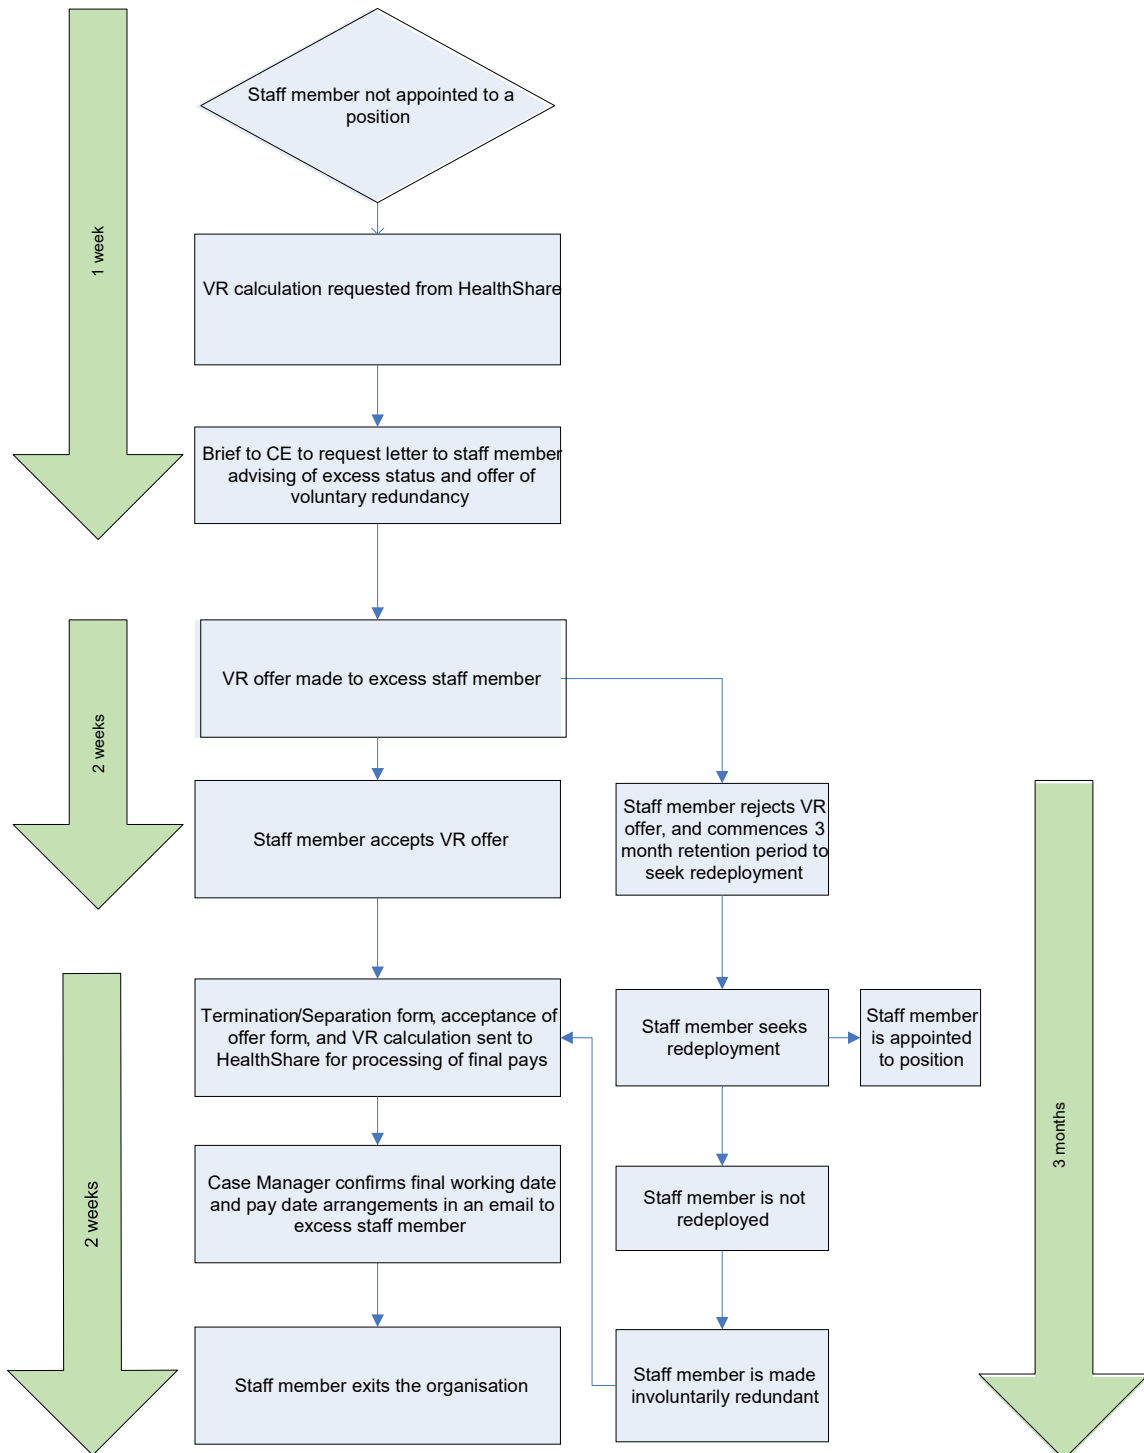 Staff member not appointed to a
position
1 week
VR calculation requested from HealthShare
Brief to CE to request letter to staff member
advising of excess status and offer of
voluntary redundancy
2 weeks
VR offer made to excess staff member
Staff member accepts VR offer
Staff member rejects VR
offer, and commences 3
month retention period to
seek redeployment
2 weeks
Termination/Separation form, acceptance of
offer form, and VR calculation sent to
HealthShare for processing of final pays
Staff member seeks
redeployment
Staff member
is appointed
to position
3 months
Case Manager confirms final working date
and pay date arrangements in an email to
excess staff member
Staff member is not
redeployed
Staff member exits the organisation
Staff member is made
involuntarily redundant